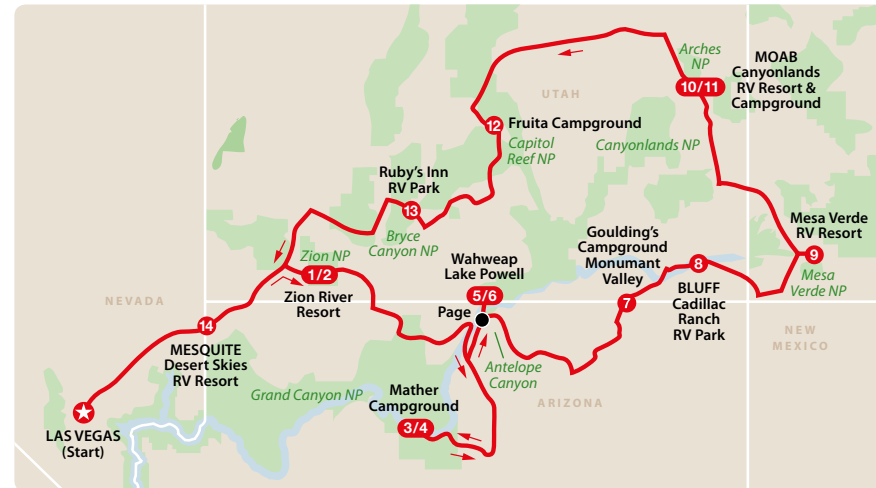 Arches
NP
10/11
MOAB
Canyonlands
RV Resort &
Campground
UTAH
12
Fruita Campground
Capitol
Reef NP
Canyonlands NP
Ruby's Inn
RV Park
13
Bryce
Canyon NP
Mesa Verde
RV Resort
9
Mesa
Verde NP
Goulding's
Campground
Monumant
Valley
7
8
BLUFF
Cadillac
Ranch
RV Park
Wahweap
Lake Powell
5/6
Page
Zion NP
1/2
Zion River
Resort
NEVADA
14
MESQUITE
Desert Skies
RV Resort
Antelope
Canyon
NEW
MEXICO
ARIZONA
Grand Canyon NP
Mather
Campground
3/4
LAS VEGAS
(Start)